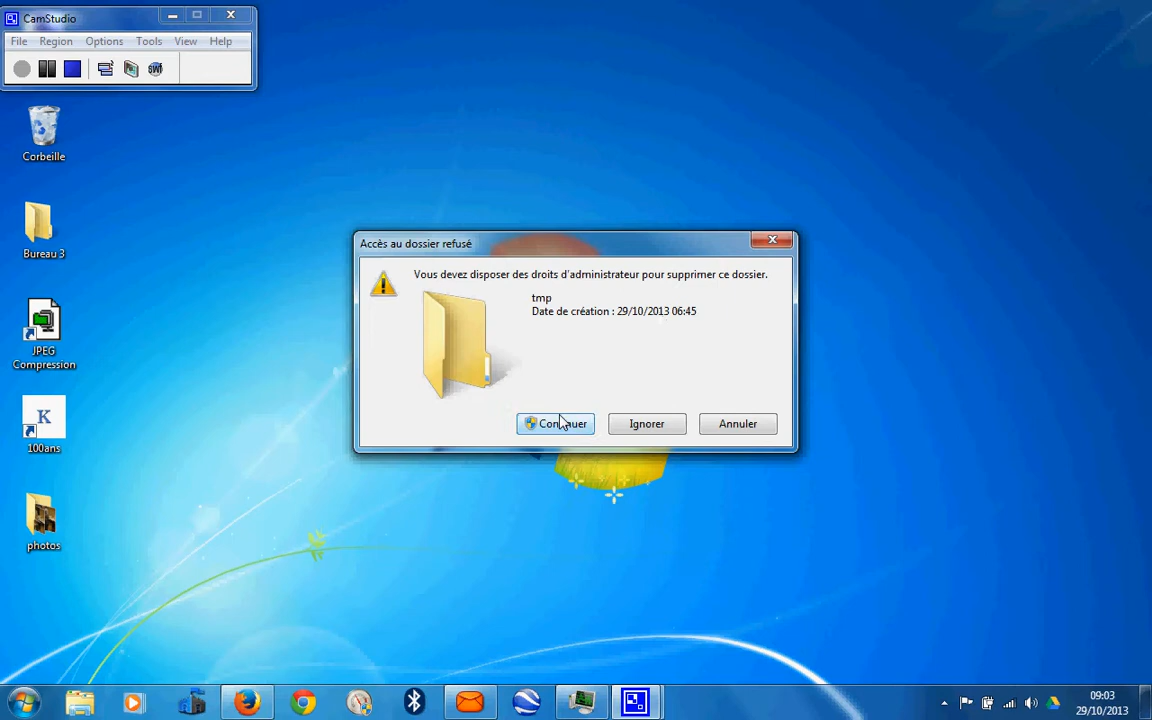 CamStudio
File Region Options Tools View Help
Corbeille
Bureau 3
JPEG
Compression
K
100ans
photos
Accès au dossier refusé
Vous devez disposer des droits d'administrateur pour supprimer ce dossier.
tmp
Date de création : 29/10/2013 06:45
Ignorer Annuler
09:03
29/10/2013